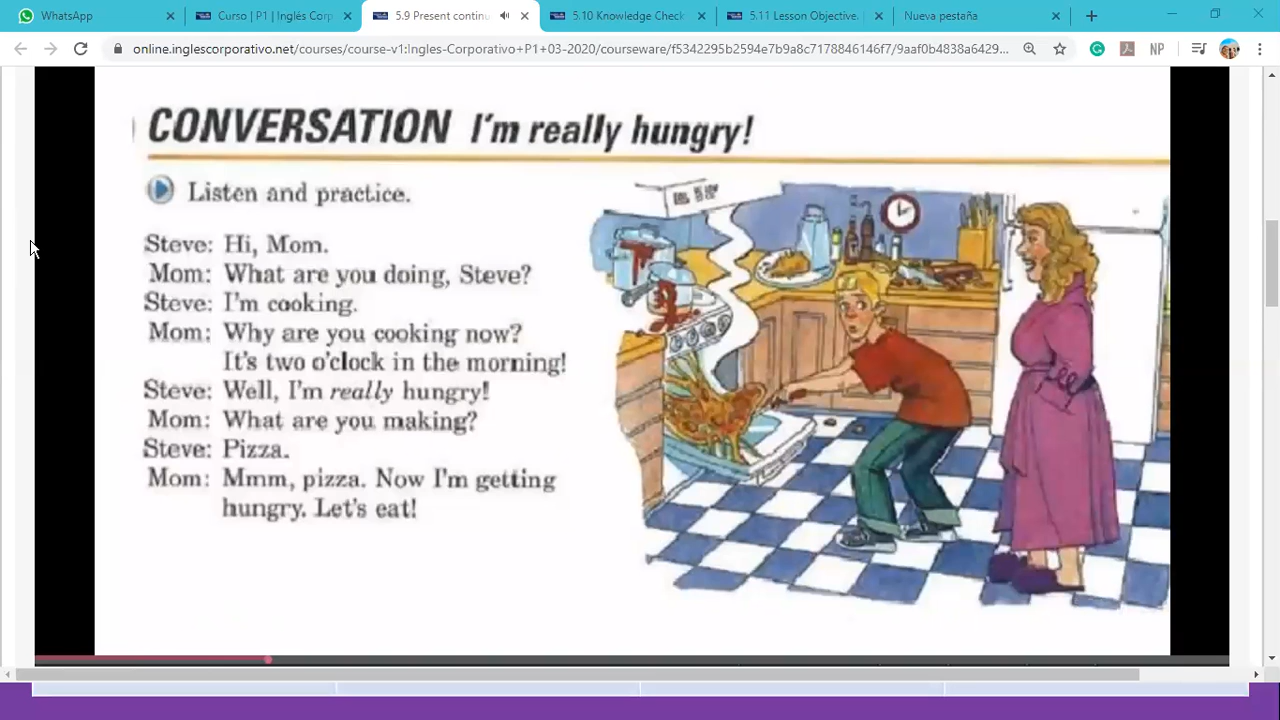 WhatsApp
Curso | P1 | Inglés Corp
5.9 Present continu
5.10 Knowledge Check
5.11 Lesson Objective.
Nueva pestaña
online.inglescorporativo.net/courses/course-v1:Ingles-Corporativo+P1+03-2020/courseware/f5342295b2594e7b9a8c7178846146f7/9aaf0b4838a6429...
NP
CONVERSATION I'm really hungry!
Listen and practice.
Steve: Hi, Mom.
Mom: What are you doing, Steve?
Steve: I'm cooking.
Mom: Why are you cooking now?
It's two o'clock in the morning!
Steve: Well, I'm really hungry!
Mom: What are you making?
Steve: Pizza.
Mom: Mmm, pizza. Now I'm getting
hungry. Let's eat!